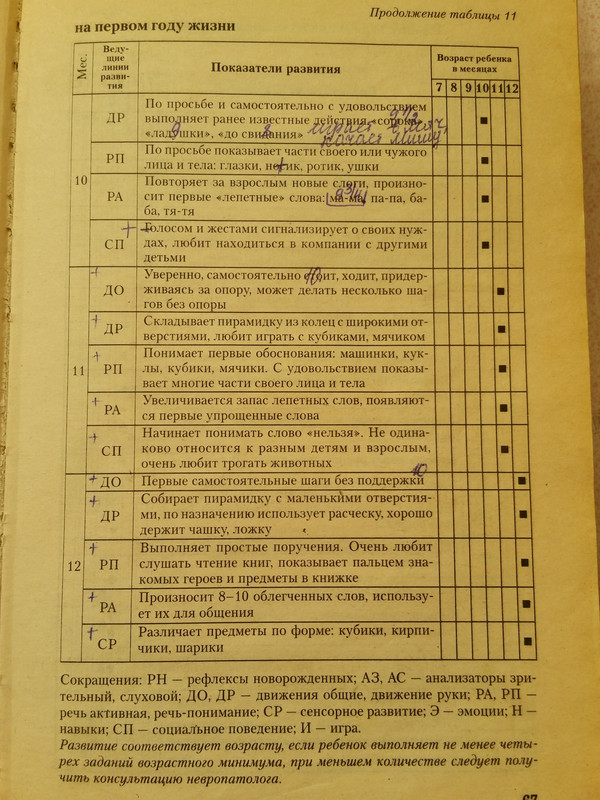 Продолжение таблицы 11
на первом году жизни
Мес.
Веду-
щие
линии
разви-
тия
Показатели развития
Возраст ребенка
в месяцах
7 8 9 10 11 12
10
ДР
По просьбе и самостоятельно с удовольствием
выполняет ранее известные действия «сорока-
«ладушки», «до свидания»
9
РП
По просьбе показывает части своего или чужого
лица и тела: глазки, носик, ротик, ушки
+
РА
Повторяет за взрослым новые слоги, произно-
сит первые «лепетные» слова: ма-ма, па-па, ба-
ба, тя-тя
СП
+
Голосом и жестами сигнализирует о своих нуж-
дах, любит находиться в компании с другими
детьми
11
+
ДО
Уверенно, самостоятельно стоит, ходит, придер-
живаясь за опору, может делать несколько ша-
гов без опоры
10
+
ДР
Складывает пирамидку из колец с широкими от-
верстиями, любит играть с кубиками, мячиком
+
РП
Понимает первые обоснования: машинки, кук-
лы, кубики, мячики. С удовольствием показы-
вает многие части своего лица и тела
+
РА
Увеличивается запас лепетных слов, появляют-
ся первые упрощенные слова
+
СП
Начинает понимать слово «нельзя». Не одина-
ково относится к разным детям и взрослым,
очень любит трогать животных
12
+
ДО
Первые самостоятельные шаги без поддержки
10
+
ДР
Собирает пирамидку с маленькими отверстия-
ми, по назначению использует расческу, хорошо
держит чашку, ложку
+
РП
Выполняет простые поручения. Очень любит
слушать чтение книг, показывает пальцем зна-
комых героев и предметы в книжке
+
РА
Произносит 8–10 облегченных слов, использу-
ет их для общения
+
СР
Различает предметы по форме: кубики, кирпи-
чики, шарики
Сокращения: РН — рефлексы новорожденных; АЗ, АС — анализаторы зри-
тельный, слуховой; ДО, ДР — движения общие, движение руки; РА, РП —
речь активная, речь-понимание; СР — сенсорное развитие; Э — эмоции; Н —
навыки; СП — социальное поведение; И — игра.
Развитие соответствует возрасту, если ребенок выполняет не менее четы-
рех заданий возрастного минимума, при меньшем количестве следует полу-
чить консультацию невропатолога.